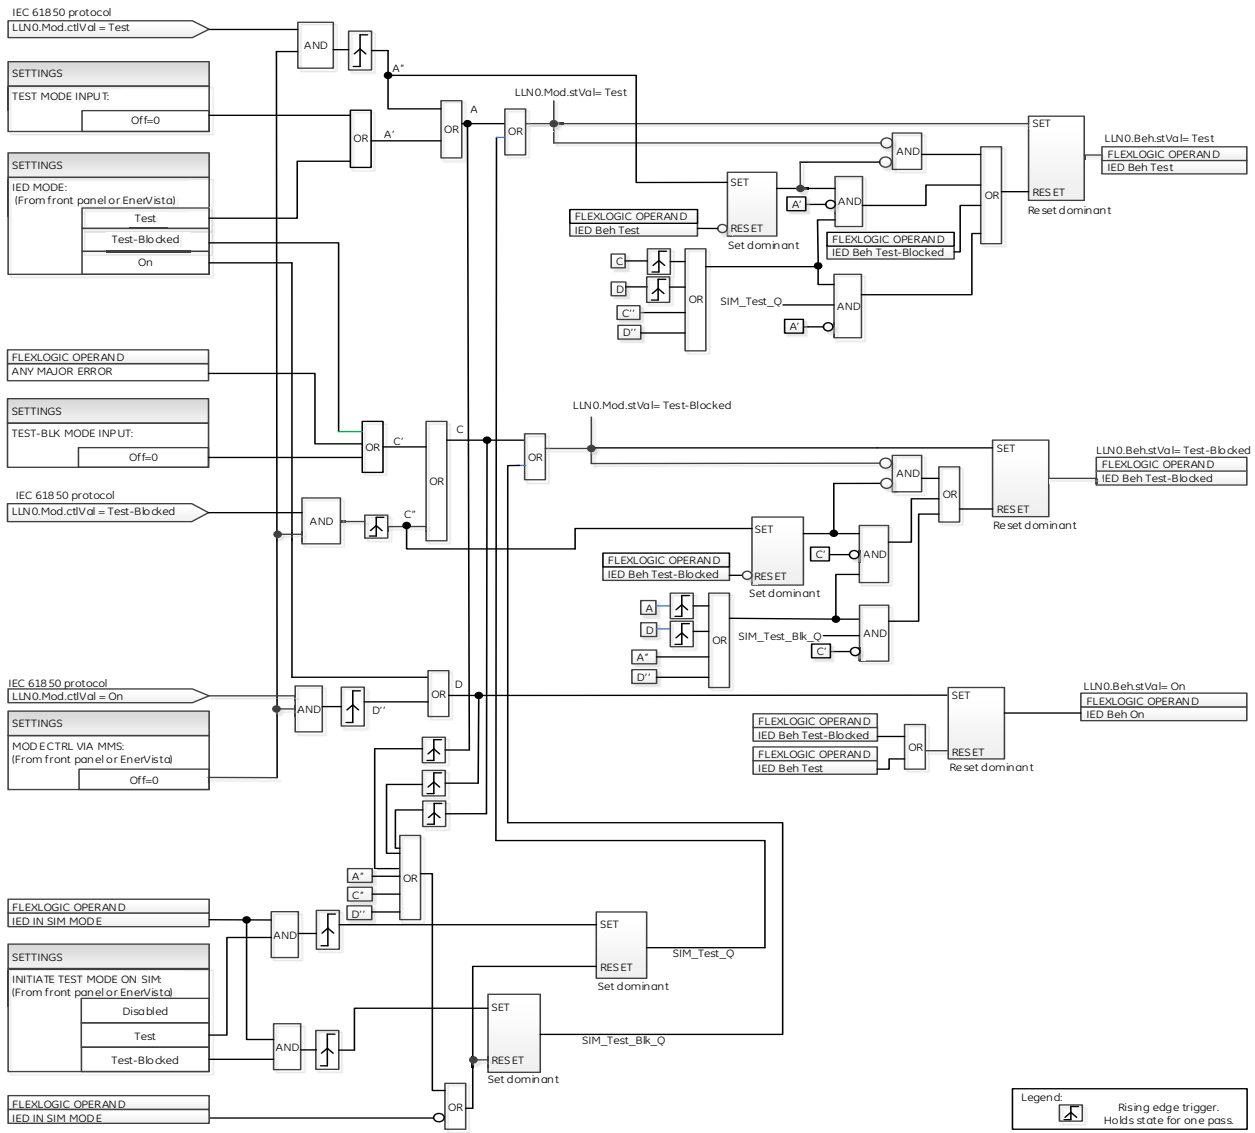 IEC 61850 protocol
LLN0.Mod.ctlVal = Test
AND
A"
SETTINGS
TEST MODE INPUT:
Off=0
OR
A'
OR
A
OR
LLN0.Mod.stVal= Test
SETTINGS
IED MODE:
(From front panel or EnerVista)
Test
Test-Blocked
On
SET
RESET
Reset dominant
LLN0.Beh.stVal= Test
FLEXLOGIC OPERAND
IED Beh Test
AND
OR
SET
RESET
Set dominant
FLEXLOGIC OPERAND
IED Beh Test
A'
AND
FLEXLOGIC OPERAND
IED Beh Test-Blocked
C
D
C''
D''
OR
SIM_Test_Q
A'
AND
FLEXLOGIC OPERAND
ANY MAJOR ERROR
SETTINGS
TEST-BLK MODE INPUT:
Off=0
OR
C'
OR
C
OR
LLN0.Mod.stVal= Test-Blocked
IEC 61850 protocol
LLN0.Mod.ctlVal = Test-Blocked
AND
C"
SET
RESET
Reset dominant
LLN0.Beh.stVal= Test-Blocked
FLEXLOGIC OPERAND
IED Beh Test-Blocked
AND
OR
SET
RESET
Set dominant
FLEXLOGIC OPERAND
IED Beh Test-Blocked
C'
AND
A
D
A"
D''
OR
SIM_Test_Blk_Q
C'
AND
IEC 61850 protocol
LLN0.Mod.ctlVal = On
AND
D''
OR
D
SETTINGS
MODE CTRL VIA MMS:
(From front panel or EnerVista)
Off=0
SET
RESET
Reset dominant
LLN0.Beh.stVal= On
FLEXLOGIC OPERAND
IED Beh On
FLEXLOGIC OPERAND
IED Beh Test-Blocked
FLEXLOGIC OPERAND
IED Beh Test
OR
A"
C"
D''
OR
FLEXLOGIC OPERAND
IED IN SIM MODE
AND
SETTINGS
INITIATE TEST MODE ON SIM:
(From front panel or EnerVista)
Disabled
Test
Test-Blocked
AND
SET
RESET
Set dominant
SIM_Test_Q
SET
RESET
Set dominant
SIM_Test_Blk_Q
FLEXLOGIC OPERAND
IED IN SIM MODE
OR
Legend:
Rising edge trigger.
Holds state for one pass.